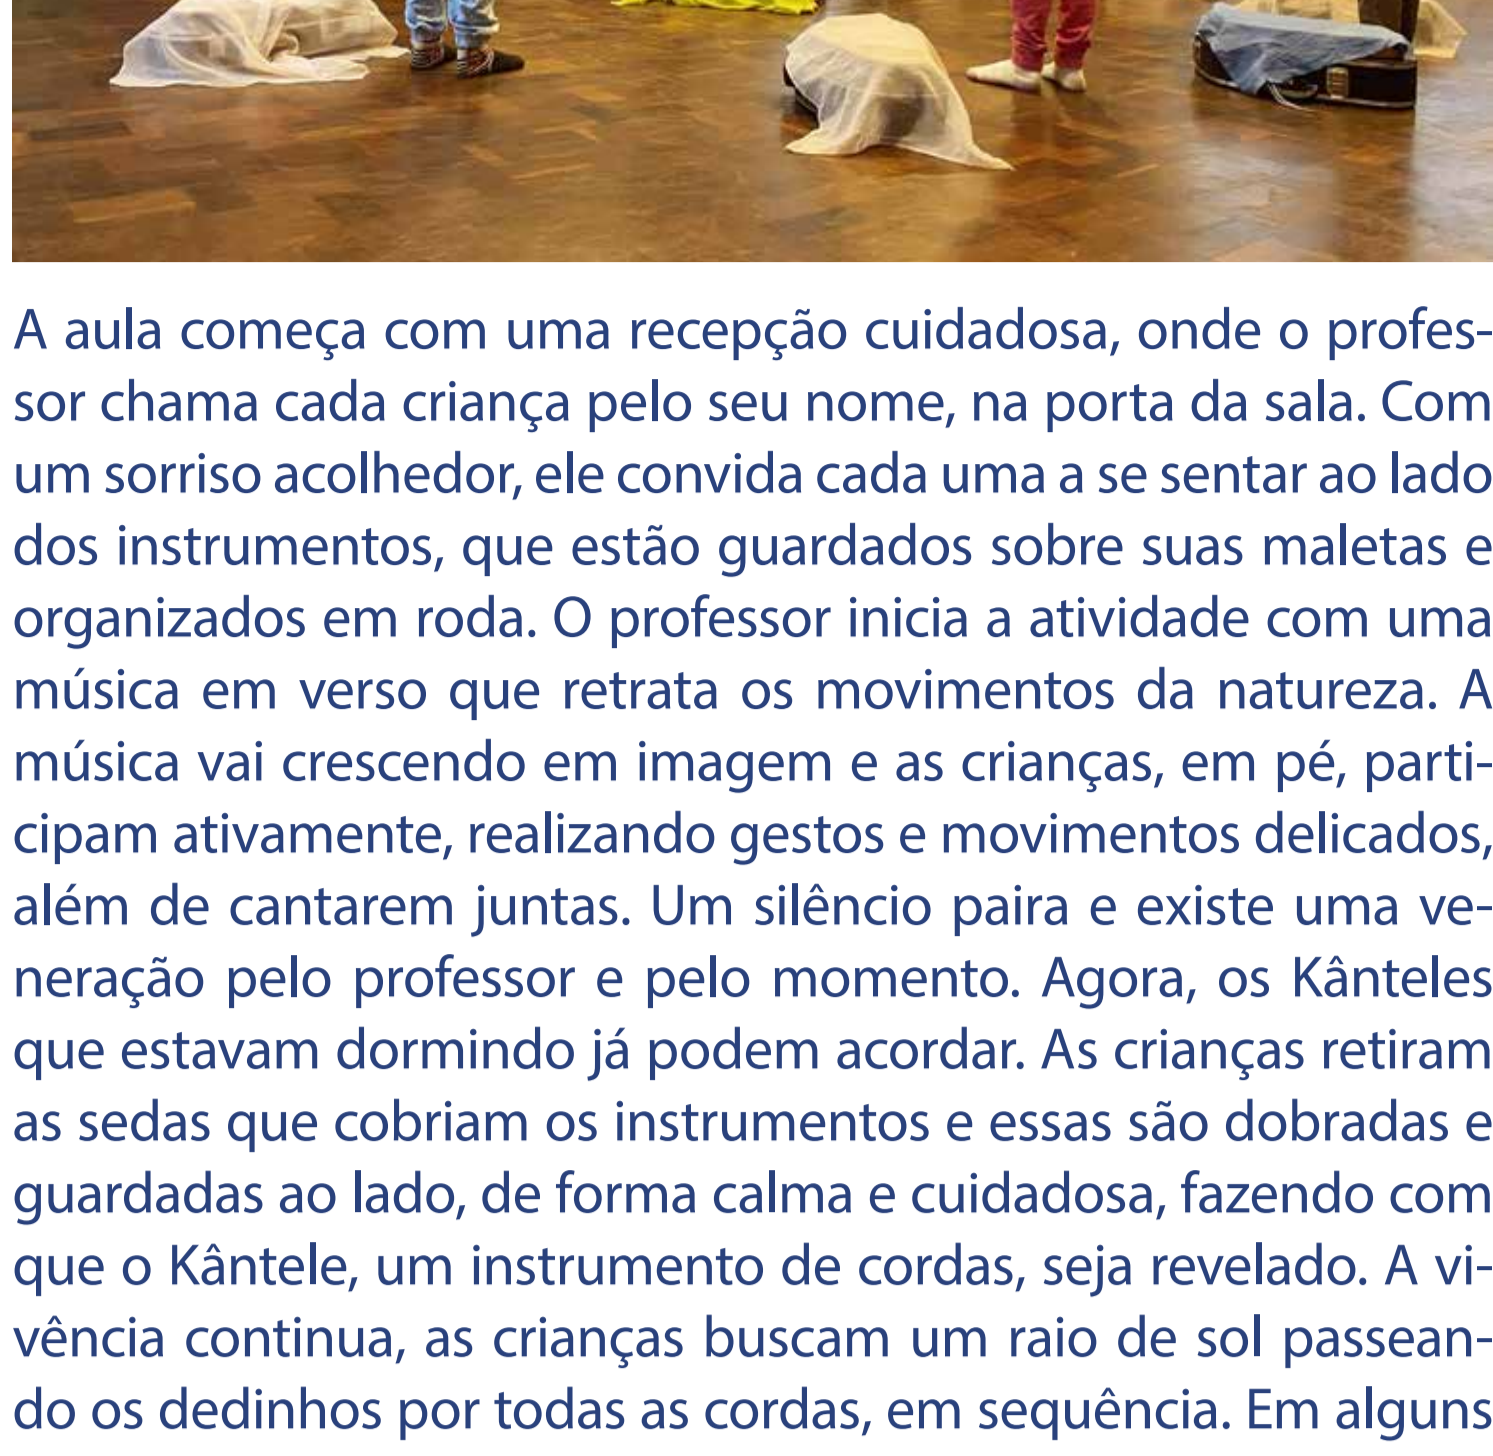 A aula começa com uma recepção cuidadosa, onde o profes-
sor chama cada criança pelo seu nome, na porta da sala. Com
um sorriso acolhedor, ele convida cada uma a se sentar ao lado
dos instrumentos, que estão guardados sobre suas maletas e
organizados em roda. O professor inicia a atividade com uma
música em verso que retrata os movimentos da natureza. A
música vai crescendo em imagem e as crianças, em pé, parti-
cipam ativamente, realizando gestos e movimentos delicados,
além de cantarem juntas. Um silêncio paira e existe uma ve-
neração pelo professor e pelo momento. Agora, os Kânteles
que estavam dormindo já podem acordar. As crianças retiram
as sedas que cobriam os instrumentos e essas são dobradas e
guardadas ao lado, de forma calma e cuidadosa, fazendo com
que o Kântele, um instrumento de cordas, seja revelado. A vi-
vência continua, as crianças buscam um raio de sol passean-
do os dedinhos por todas as cordas, em sequência. Em alguns